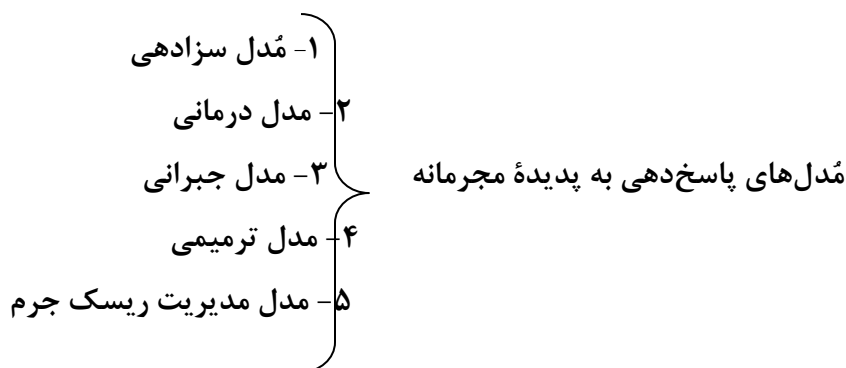 مُدل‌های پاسخ‌دهی به پدیدۀ مجرمانه
۱- مُدل سزادهی
۲- مدل درمانی
۳- مدل جبرانی
۴- مدل ترمیمی
۵- مدل مدیریت ریسک جرم